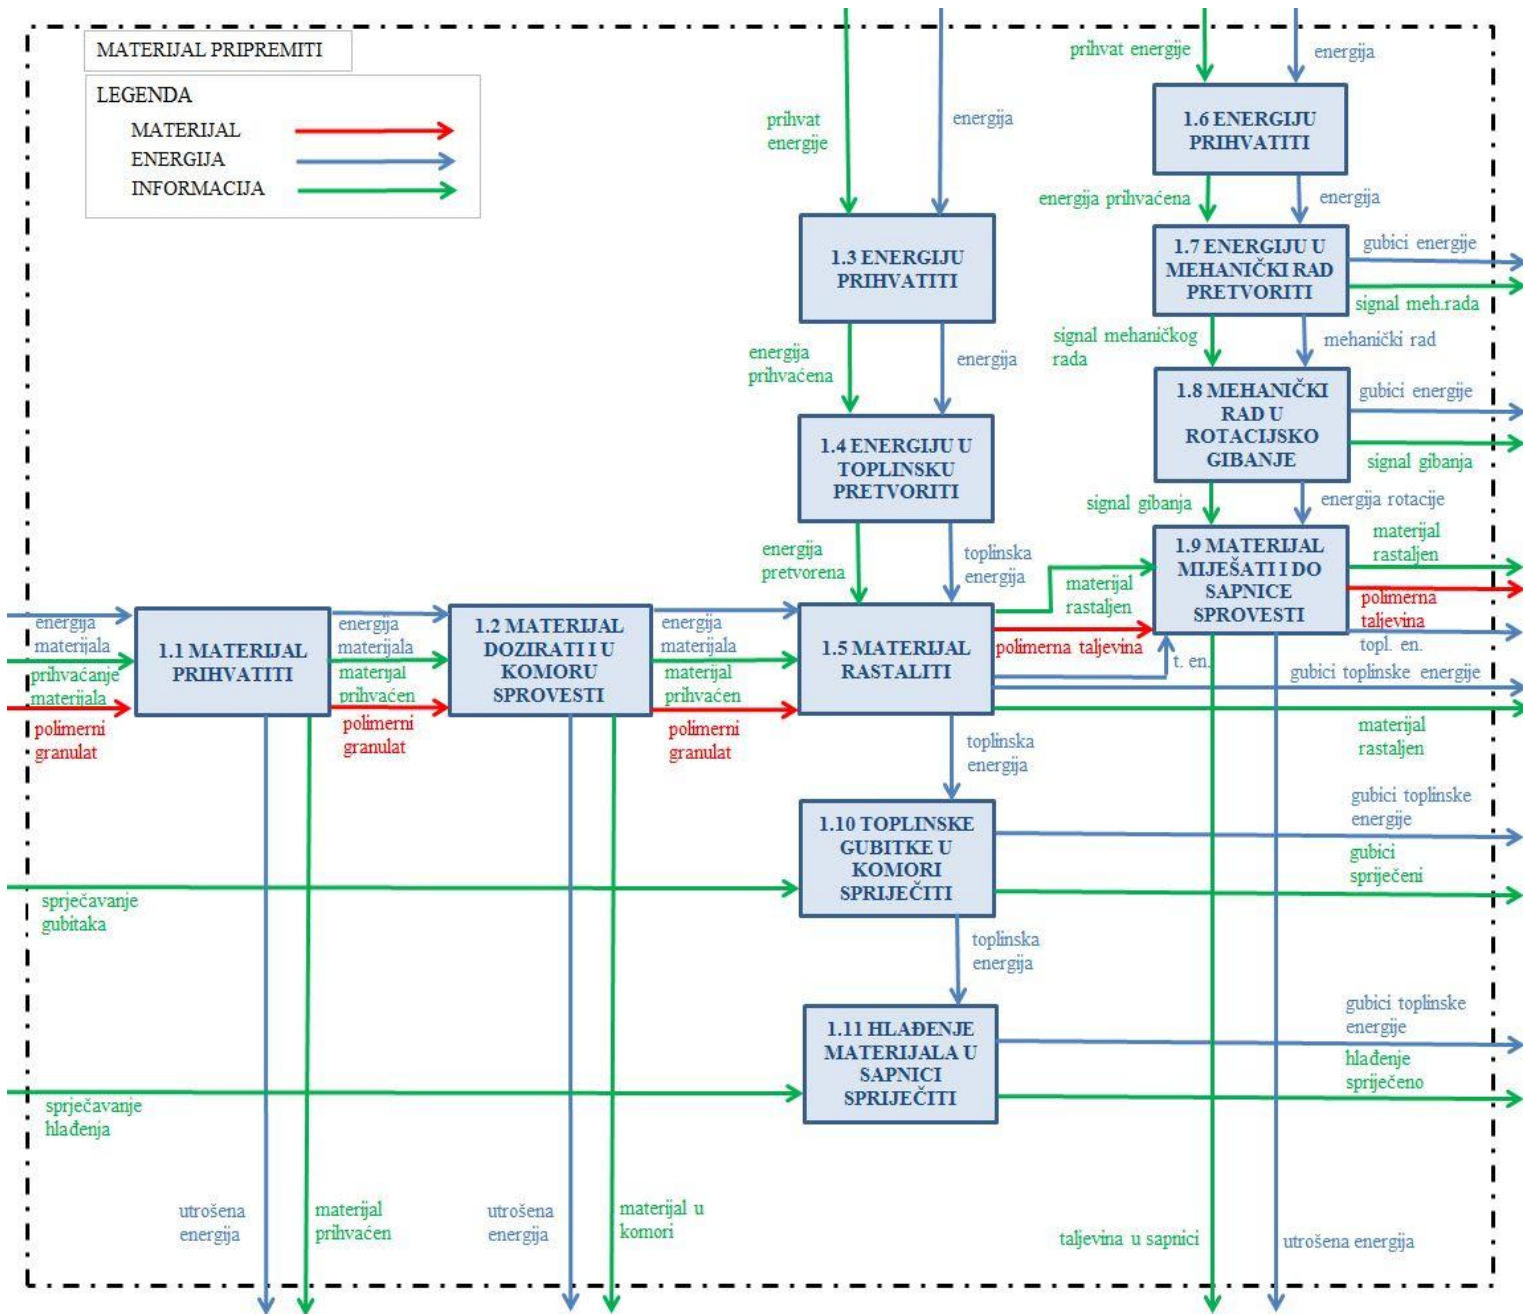 MATERIJAL PRIPREMITI
LEGENDA
MATERIJAL
ENERGIJA
INFORMACIJA
prihvat
energije
energija
prihvat energije
energija
1.6 ENERGIJU
PRIHVATITI
energija prihvaćena
energija
1.3 ENERGIJU
PRIHVATITI
1.7 ENERGIJU U
MEHANIČKI RAD
PRETVORITI
gubici energije
signal meh.rada
energija
prihvaćena
energija
signal mehaničkog
rada
mehanički rad
1.8 MEHANIČKI
RAD U
ROTACIJSKO
GIBANJE
gubici energije
signal gibanja
1.4 ENERGIJU U
TOPLINSKU
PRETVORITI
signal gibanja
energija rotacije
energija
pretvorena
toplinska
energija
1.9 MATERIJAL
MIJEŠATI I DO
SAPNICE
SPROVESTI
materijal
rastaljen
polimerna
taljevina
topl. en.
energija
materijala
prihvaćanje
materijala
polimerni
granulat
1.1 MATERIJAL
PRIHVATITI
energija
materijala
materijal
prihvaćen
polimerni
granulat
1.2 MATERIJAL
DOZIRATI I U
KOMORU
SPROVESTI
energija
materijala
materijal
prihvaćen
polimerni
granulat
1.5 MATERIJAL
RASTALITI
materijal
rastaljen
polimerna taljevina
t. en.
gubici toplinske energije
materijal
rastaljen
toplinska
energija
1.10 TOPLINSKE
GUBITKE U
KOMORI
SPRIJEČITI
gubici toplinske
energije
gubici
spriječeni
sprječavanje
gubitaka
toplinska
energija
1.11 HLAĐENJE
MATERIJALA U
SAPNICI
SPRIJEČITI
gubici toplinske
energije
hlađenje
spriječeno
sprječavanje
hlađenja
utrošena
energija
materijal
prihvaćen
utrošena
energija
materijal u
komori
taljevina u sapnici
utrošena energija